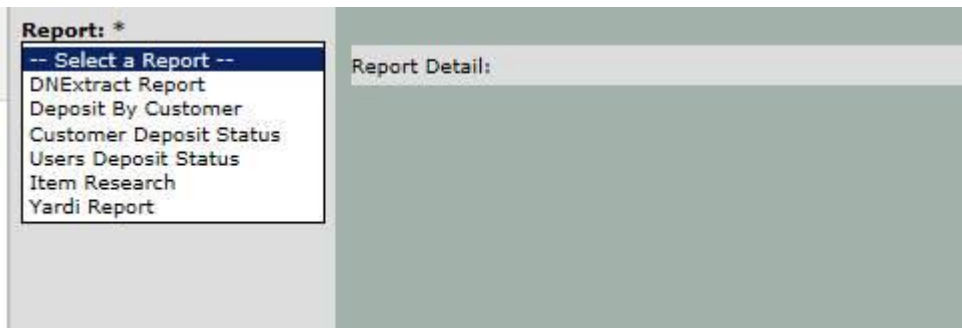 Report: *
-- Select a Report --
DNExtract Report
Deposit By Customer
Customer Deposit Status
Users Deposit Status
Item Research
Yardi Report
Report Detail: